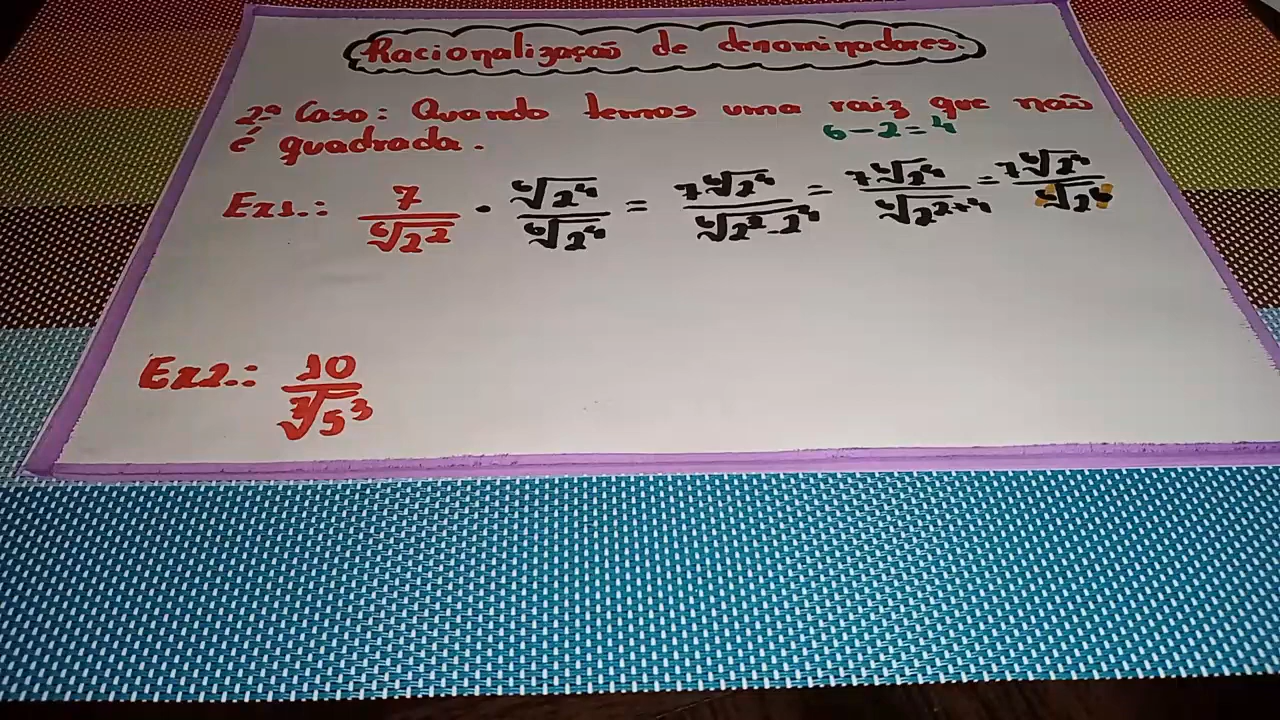 Racionalização de denominadores.
2º Caso: Quando temos uma raiz que não
é quadrada.
6 - 2 = 4
Ex1.: 7/⁶√2² · ⁶√2⁴/⁶√2⁴ = 7⁶√2⁴/⁶√2²·2⁴ = 7⁶√2⁴/⁶√2²⁺⁴ = 7⁶√2⁴/⁶√2⁶
Ex2.: 10/⁷√5³